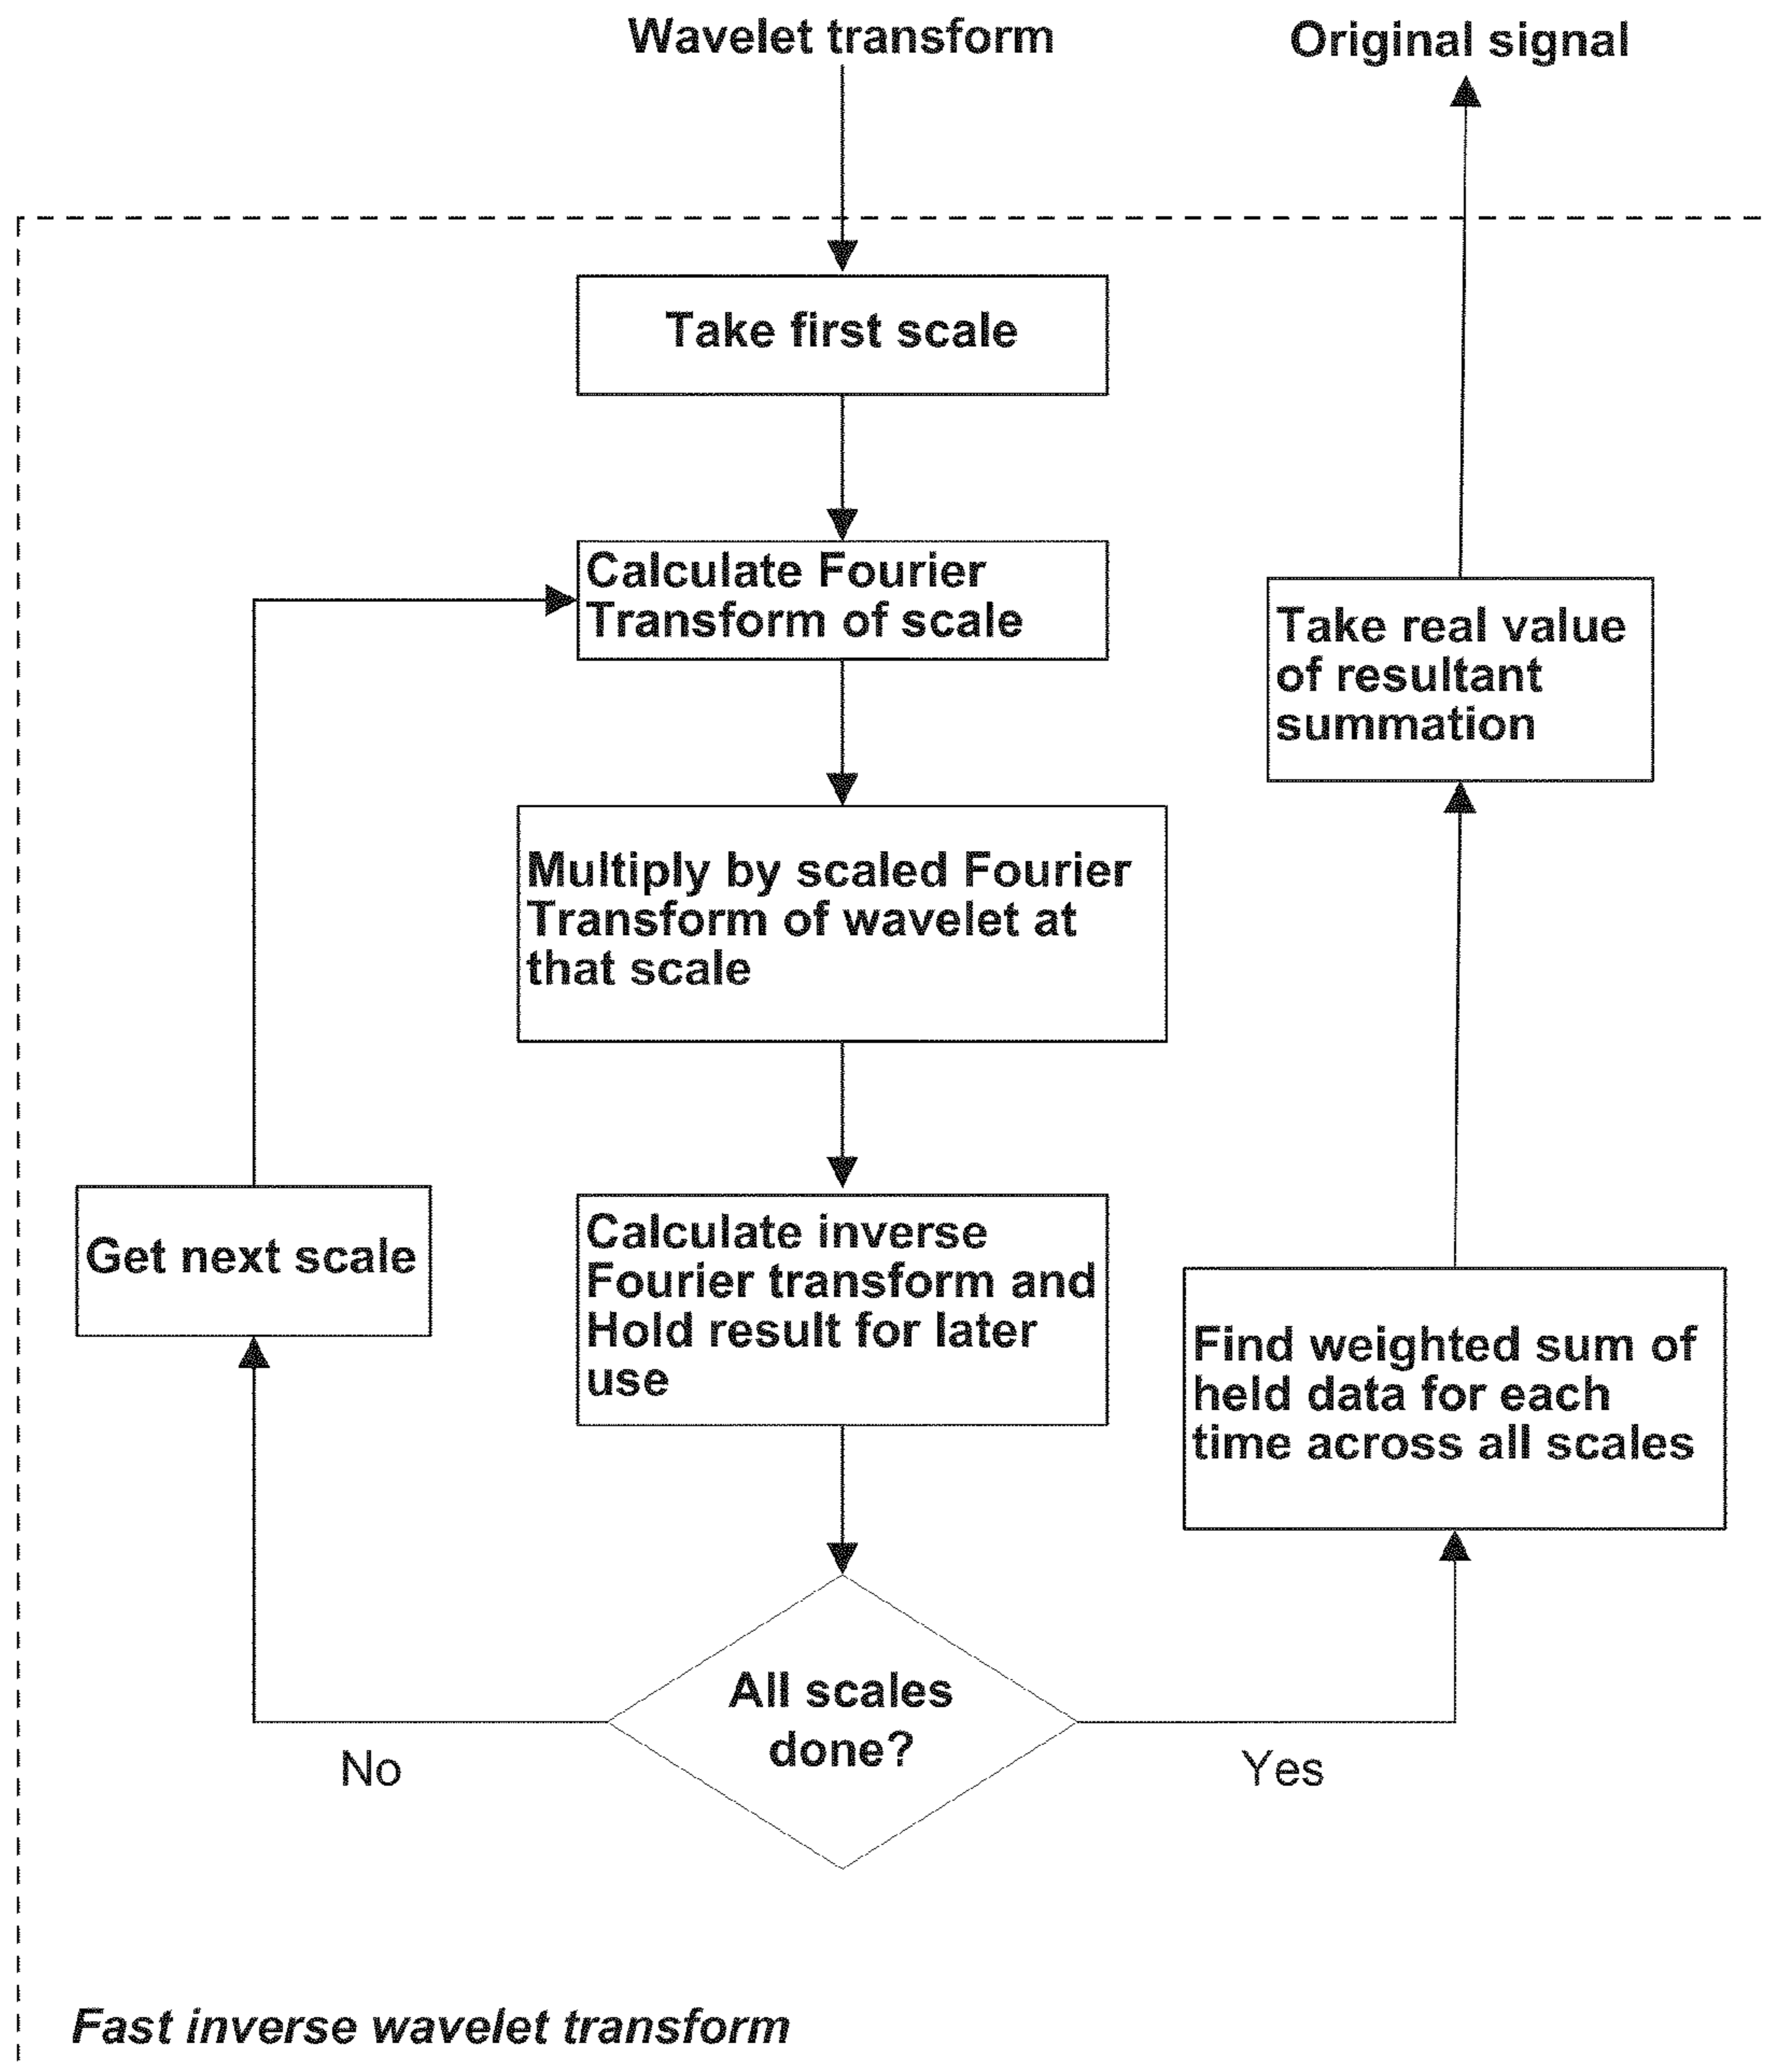 Wavelet transform
Original signal
Take first scale
Calculate Fourier
Transform of scale
Take real value
of resultant
summation
Multiply by scaled Fourier
Transform of wavelet at
that scale
Get next scale
Calculate inverse
Fourier transform and
Hold result for later
use
Find weighted sum of
held data for each
time across all scales
All scales
done?
No
Yes
Fast inverse wavelet transform